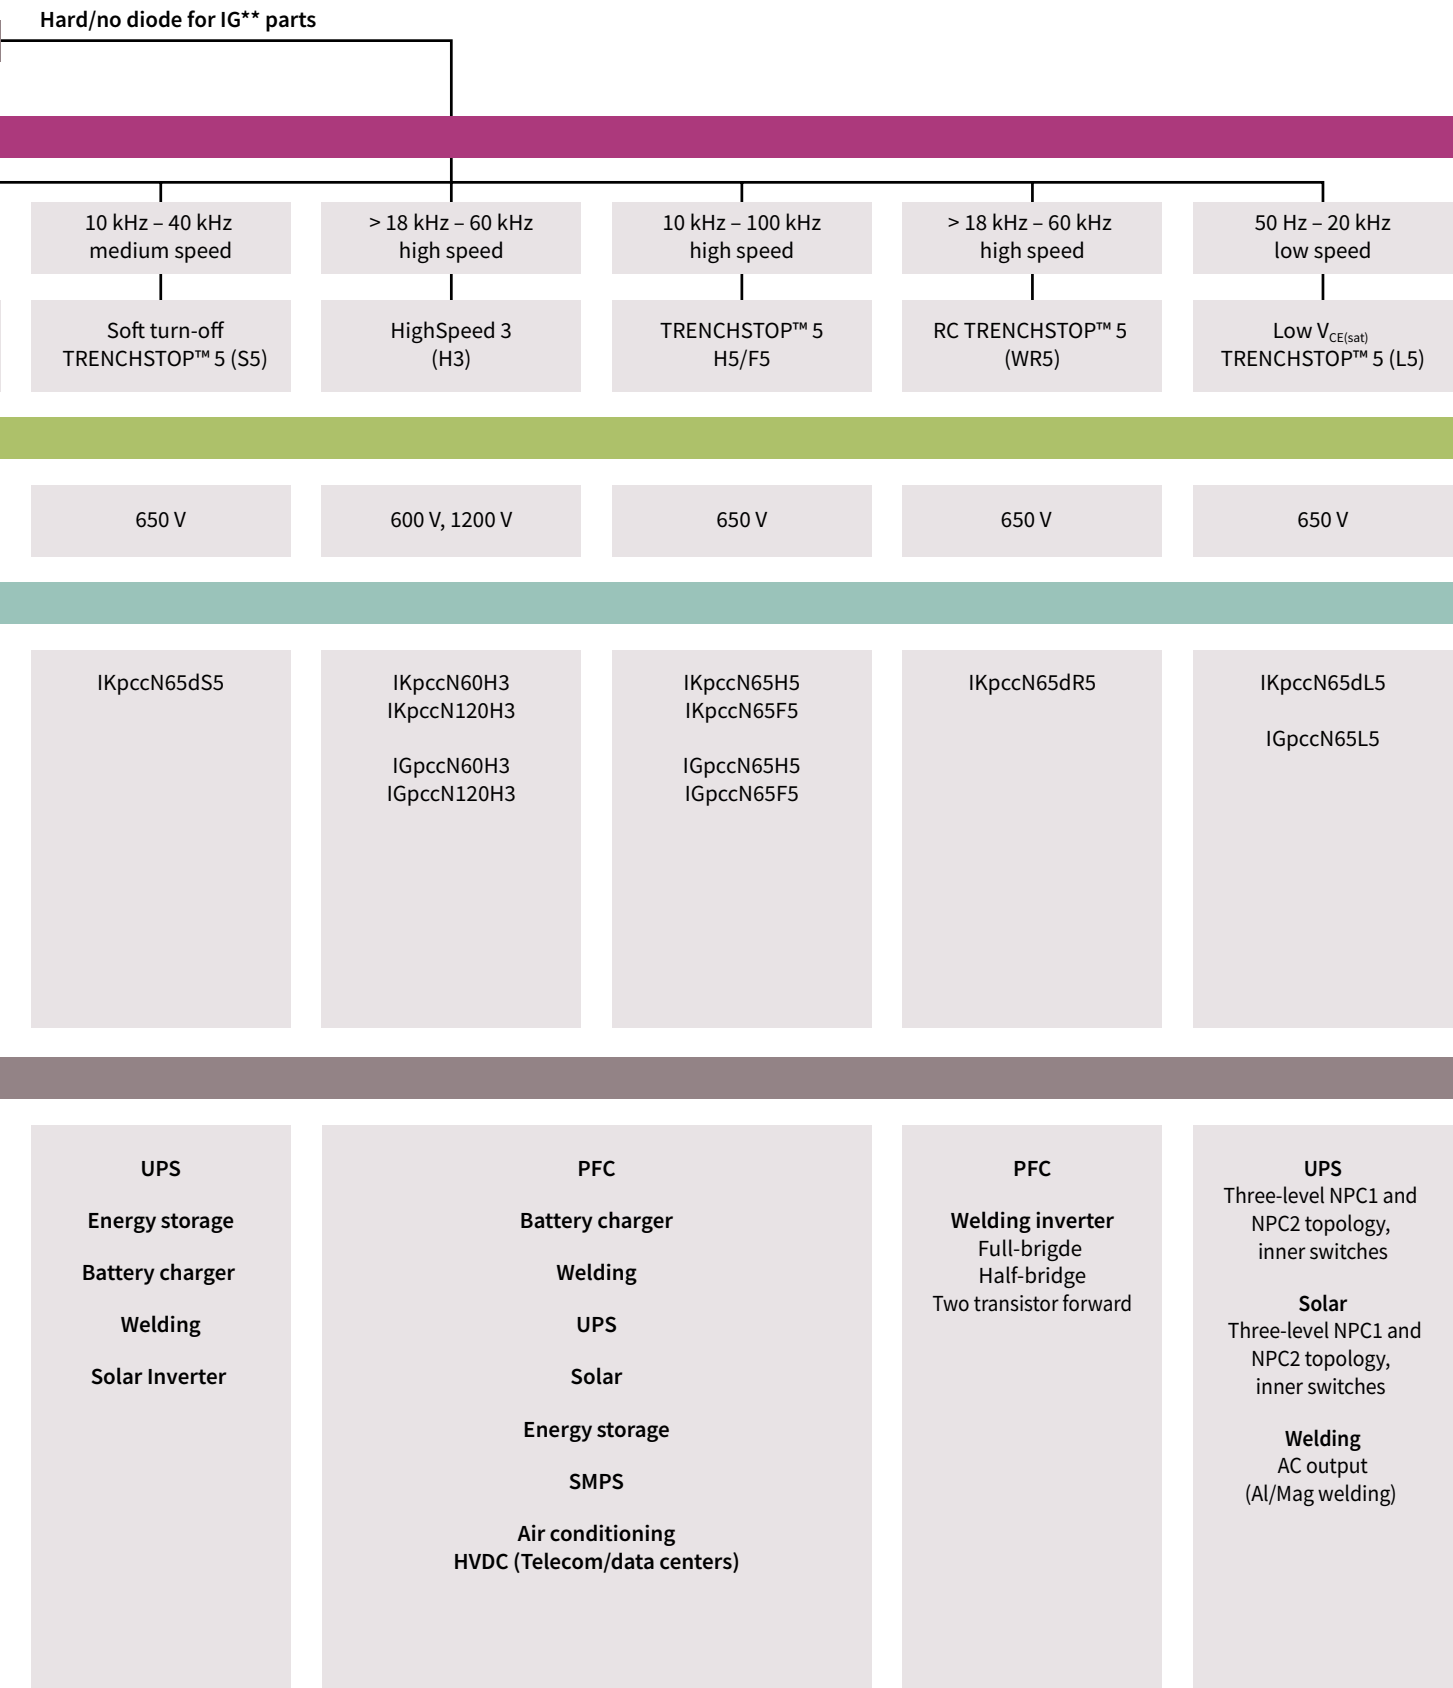 Hard/no diode for IG** parts
10 kHz – 40 kHz
medium speed
> 18 kHz – 60 kHz
high speed
10 kHz – 100 kHz
high speed
> 18 kHz – 60 kHz
high speed
50 Hz – 20 kHz
low speed
Soft turn-off
TRENCHSTOP™ 5 (S5)
HighSpeed 3
(H3)
TRENCHSTOP™ 5
H5/F5
RC TRENCHSTOP™ 5
(WR5)
Low VCE(sat)
TRENCHSTOP™ 5 (L5)
650 V
600 V, 1200 V
650 V
650 V
650 V
IKpccN65dS5
IKpccN60H3
IKpccN120H3
IGpccN60H3
IGpccN120H3
IKpccN65H5
IKpccN65F5
IGpccN65H5
IGpccN65F5
IKpccN65dR5
IKpccN65dL5
IGpccN65L5
UPS
Energy storage
Battery charger
Welding
Solar Inverter
PFC
Battery charger
Welding
UPS
Solar
Energy storage
SMPS
Air conditioning
HVDC (Telecom/data centers)
PFC
Welding inverter
Full-brigde
Half-bridge
Two transistor forward
UPS
Three-level NPC1 and
NPC2 topology,
inner switches
Solar
Three-level NPC1 and
NPC2 topology,
inner switches
Welding
AC output
(Al/Mag welding)